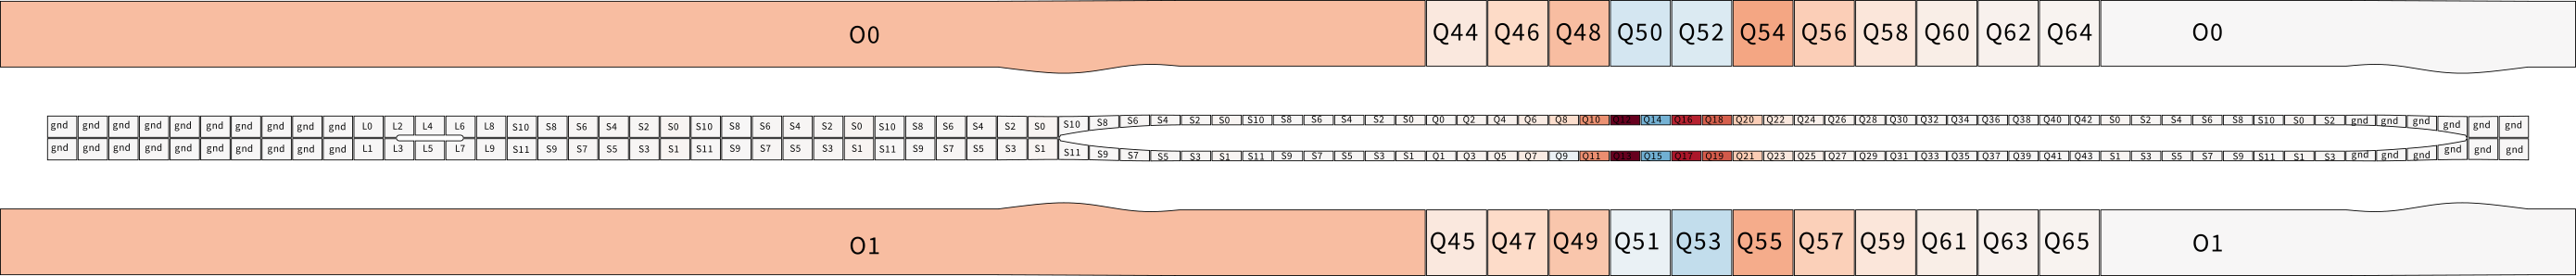 O0 Q44 Q46 Q48 Q50 Q52 Q54 Q56 Q58 Q60 Q62 Q64 O0
gnd gnd gnd gnd gnd gnd gnd gnd gnd gnd L0 L2 L4 L6 L8 S10 S8 S6 S4 S2 S0 S10 S8 S6 S4 S2 S0 S10 S8 S6 S4 S2 S0 S10 S8 S6 S4 S2 S0 S10 S8 S6 S4 S2 S0 Q0 Q2 Q4 Q6 Q8 Q10 Q12 Q14 Q16 Q18 Q20 Q22 Q24 Q26 Q28 Q30 Q32 Q34 Q36 Q38 Q40 Q42 S0 S2 S4 S6 S8 S10 S0 S2 gnd gnd gnd gnd gnd gnd
gnd gnd gnd gnd gnd gnd gnd gnd gnd gnd L1 L3 L5 L7 L9 S11 S9 S7 S5 S3 S1 S11 S9 S7 S5 S3 S1 S11 S9 S7 S5 S3 S1 S11 S9 S7 S5 S3 S1 S11 S9 S7 S5 S3 S1 Q1 Q3 Q5 Q7 Q9 Q11 Q13 Q15 Q17 Q19 Q21 Q23 Q25 Q27 Q29 Q31 Q33 Q35 Q37 Q39 Q41 Q43 S1 S3 S5 S7 S9 S11 S1 S3 gnd gnd gnd gnd gnd gnd
O1 Q45 Q47 Q49 Q51 Q53 Q55 Q57 Q59 Q61 Q63 Q65 O1